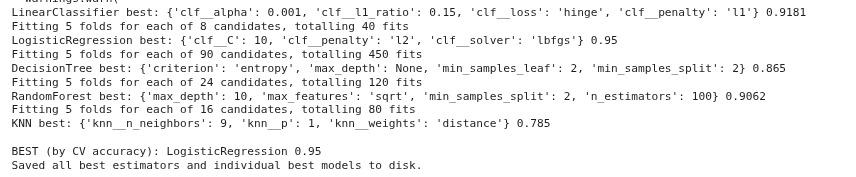 warnings.warn(
LinearClassifier best: {'clf__alpha': 0.001, 'clf__l1_ratio': 0.15, 'clf__loss': 'hinge', 'clf__penalty': 'l1'} 0.9181
Fitting 5 folds for each of 8 candidates, totalling 40 fits
LogisticRegression best: {'clf__C': 10, 'clf__penalty': 'l2', 'clf__solver': 'lbfgs'} 0.95
Fitting 5 folds for each of 90 candidates, totalling 450 fits
DecisionTree best: {'criterion': 'entropy', 'max_depth': None, 'min_samples_leaf': 2, 'min_samples_split': 2} 0.865
Fitting 5 folds for each of 24 candidates, totalling 120 fits
RandomForest best: {'max_depth': 10, 'max_features': 'sqrt', 'min_samples_split': 2, 'n_estimators': 100} 0.9062
Fitting 5 folds for each of 16 candidates, totalling 80 fits
KNN best: {'knn__n_neighbors': 9, 'knn__p': 1, 'knn__weights': 'distance'} 0.785
BEST (by CV accuracy): LogisticRegression 0.95
Saved all best estimators and individual best models to disk.